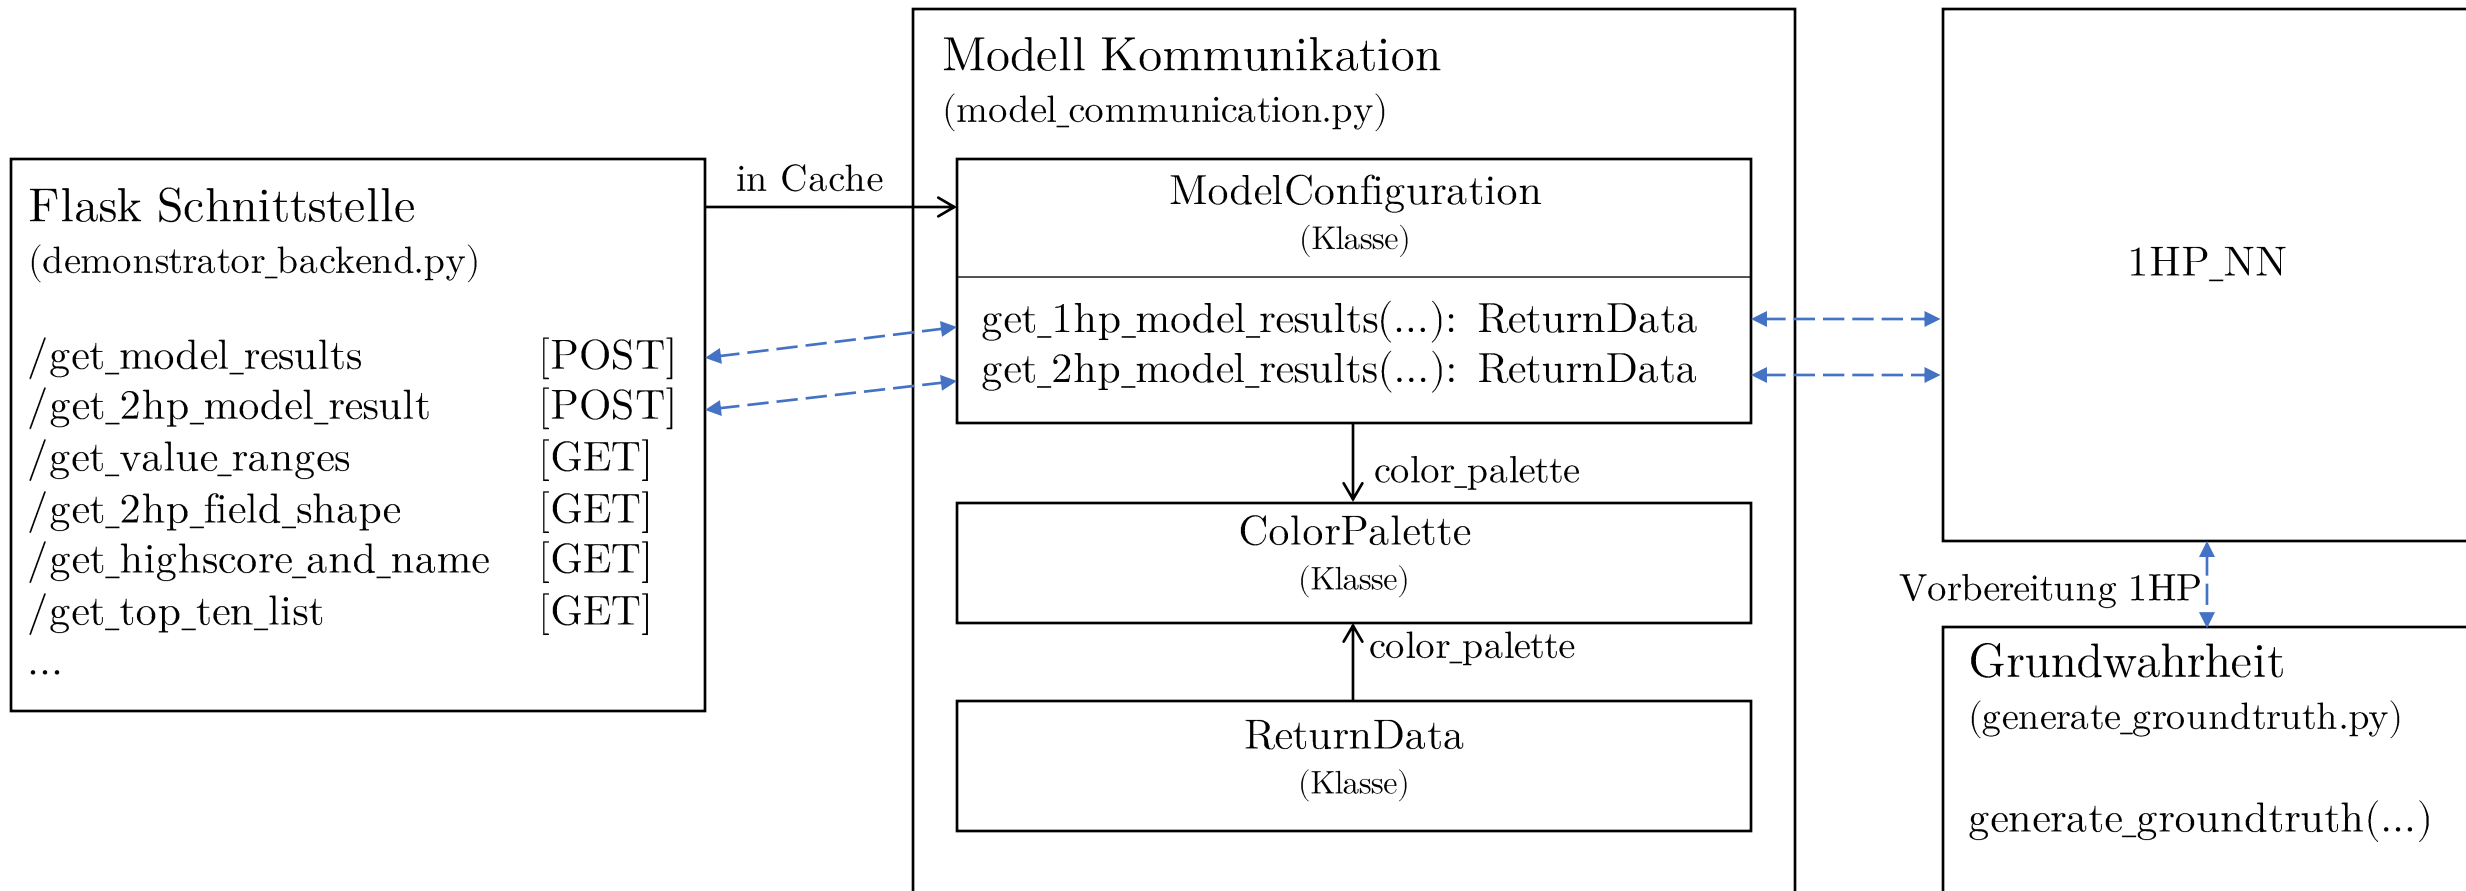 Flask Schnittstelle
(demonstrator_backend.py)
/get_model_results [POST]
/get_2hp_model_result [POST]
/get_value_ranges [GET]
/get_2hp_field_shape [GET]
/get_highscore_and_name [GET]
/get_top_ten_list [GET]
...
in Cache
Modell Kommunikation
(model_communication.py)
ModelConfiguration
(Klasse)
get_1hp_model_results(...): ReturnData
get_2hp_model_results(...): ReturnData
color_palette
ColorPalette
(Klasse)
color_palette
ReturnData
(Klasse)
1HP_NN
Vorbereitung 1HP
Grundwahrheit
(generate_groundtruth.py)
generate_groundtruth(...)